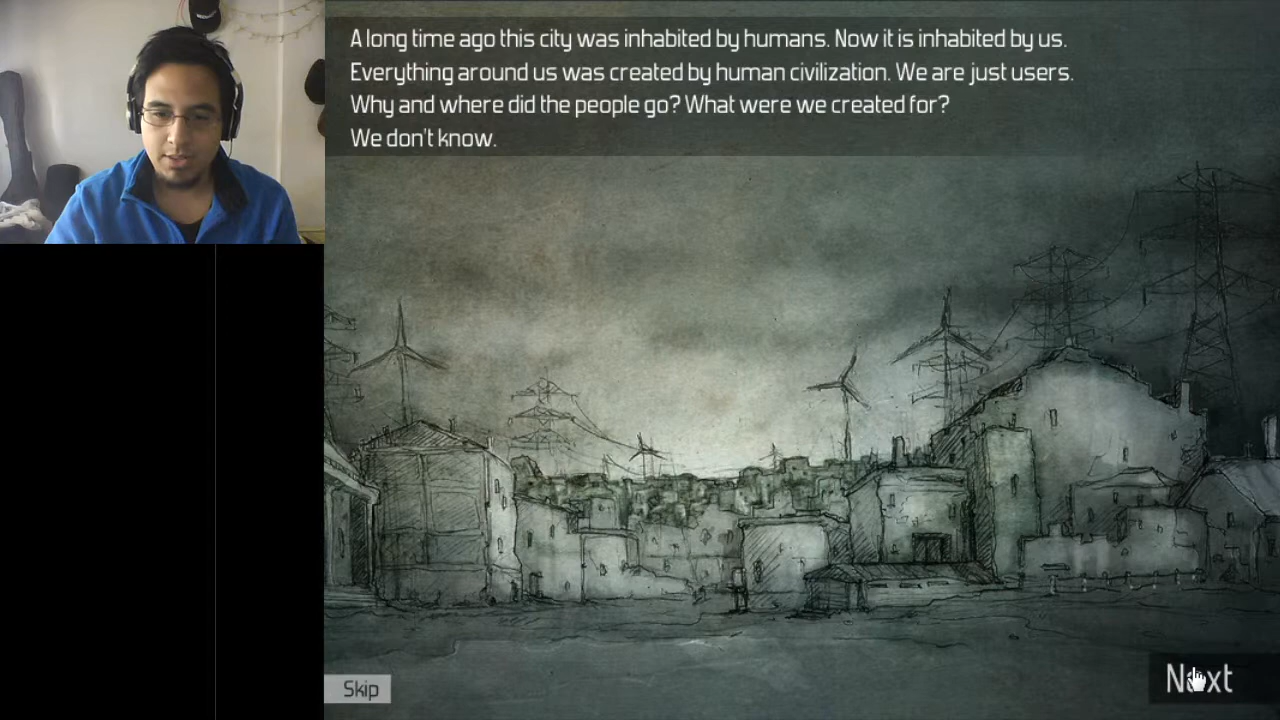 A long time ago this city was inhabited by humans. Now it is inhabited by us.
Everything around us was created by human civilization. We are just users.
Why and where did the people go? What were we created for?
We don't know.
Skip
Next